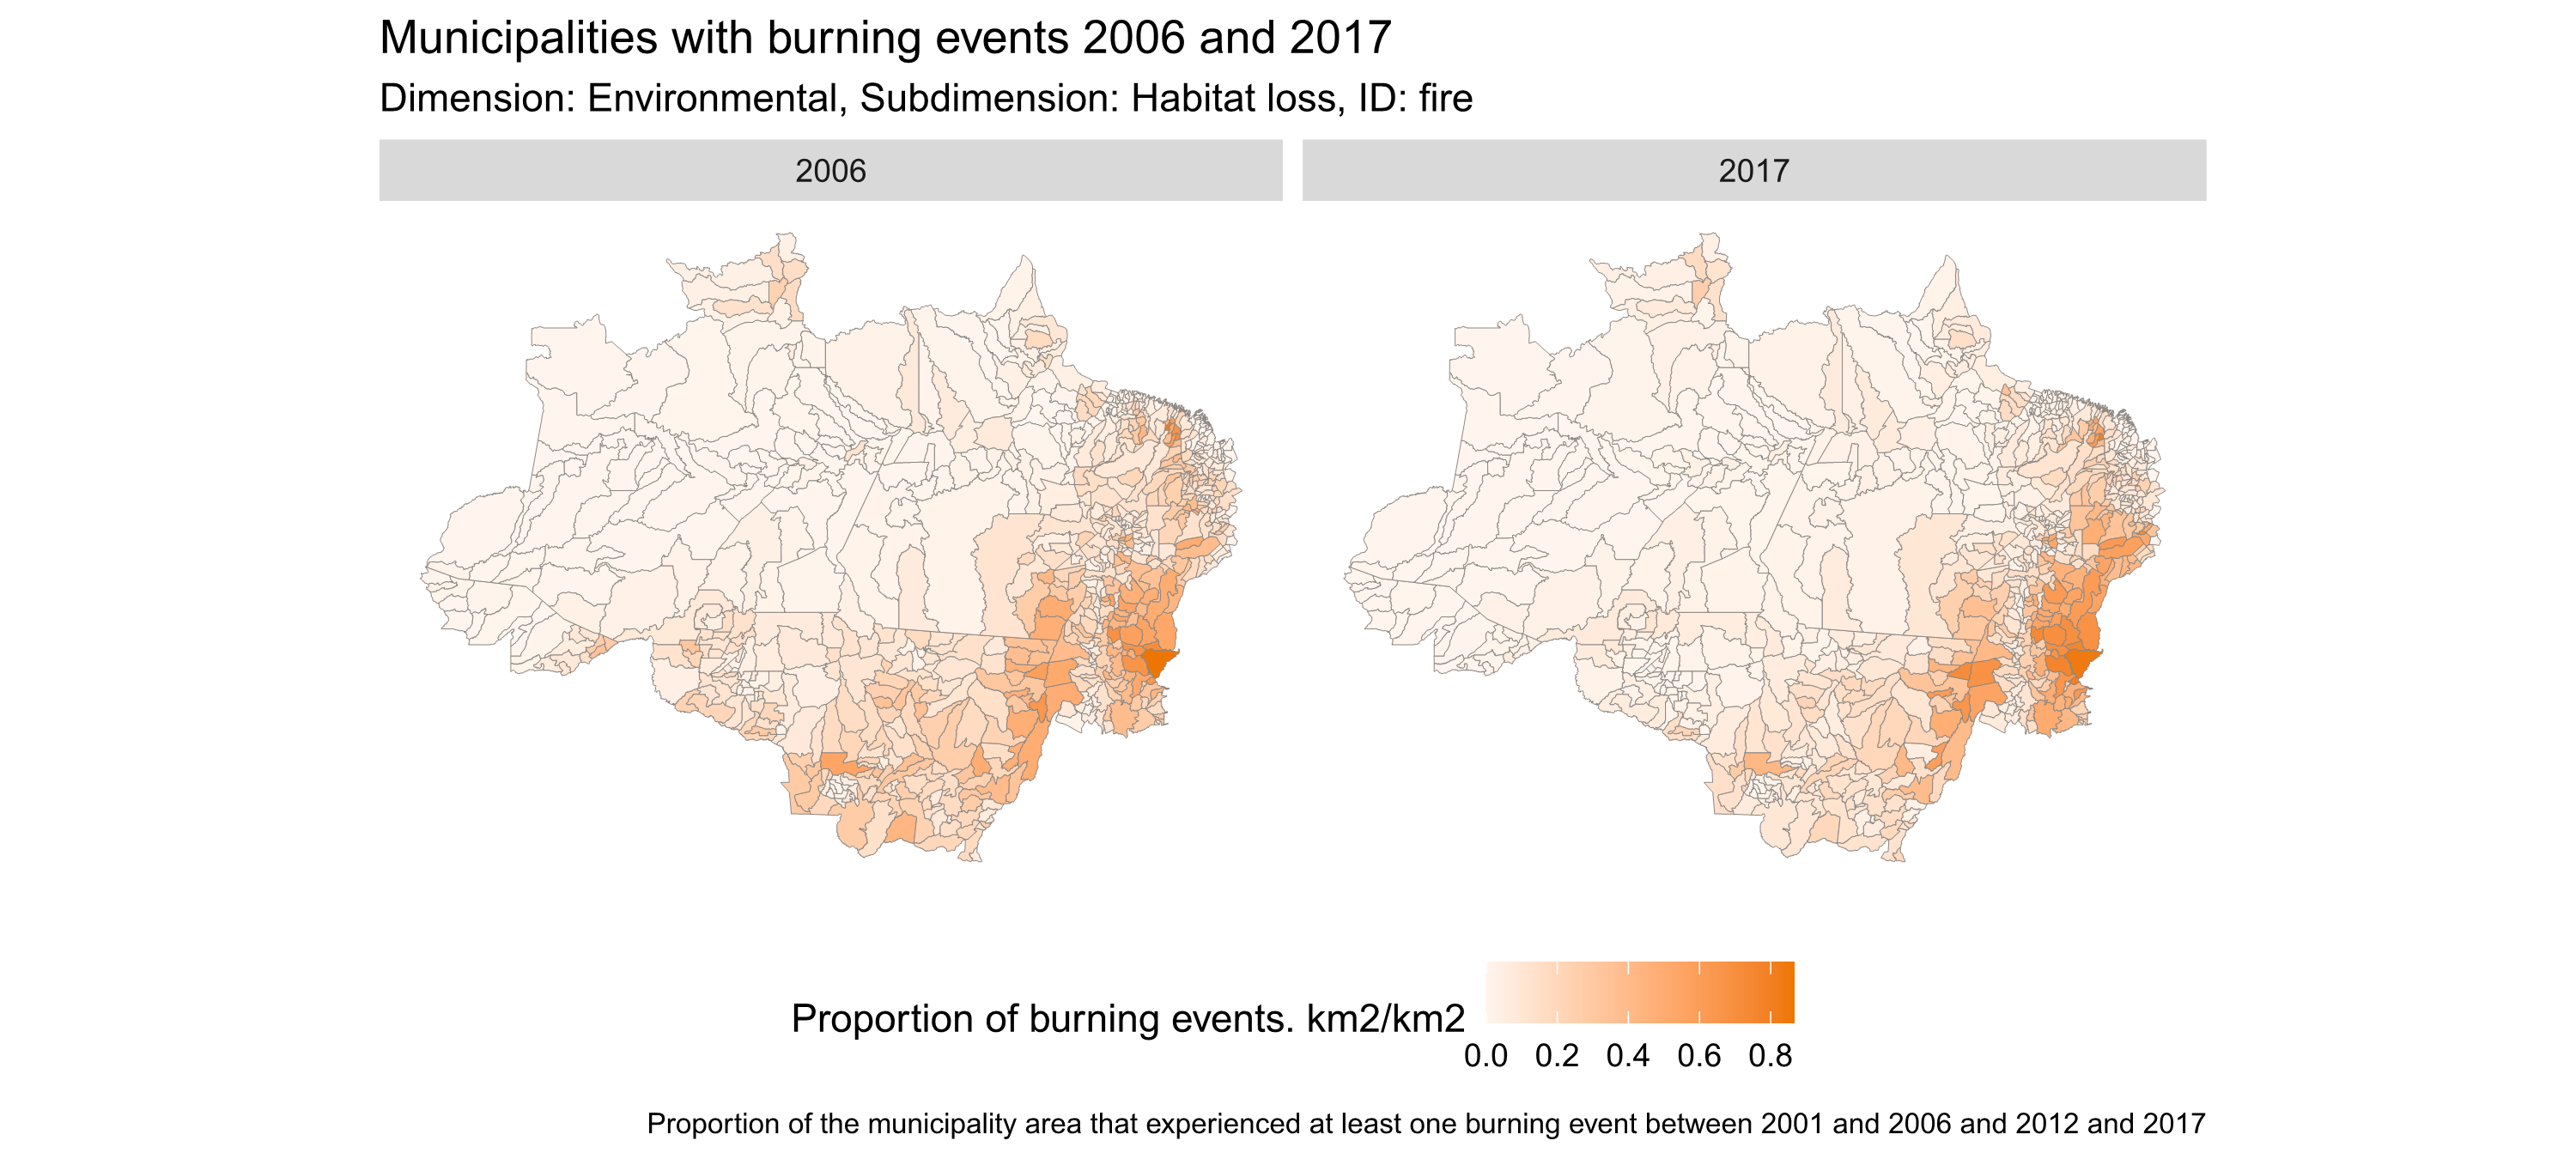 Municipalities with burning events 2006 and 2017
Dimension: Environmental, Subdimension: Habitat loss, ID: fire
2006
2017
Proportion of burning events. km2/km2
0.0 0.2 0.4 0.6 0.8
Proportion of the municipality area that experienced at least one burning event between 2001 and 2006 and 2012 and 2017